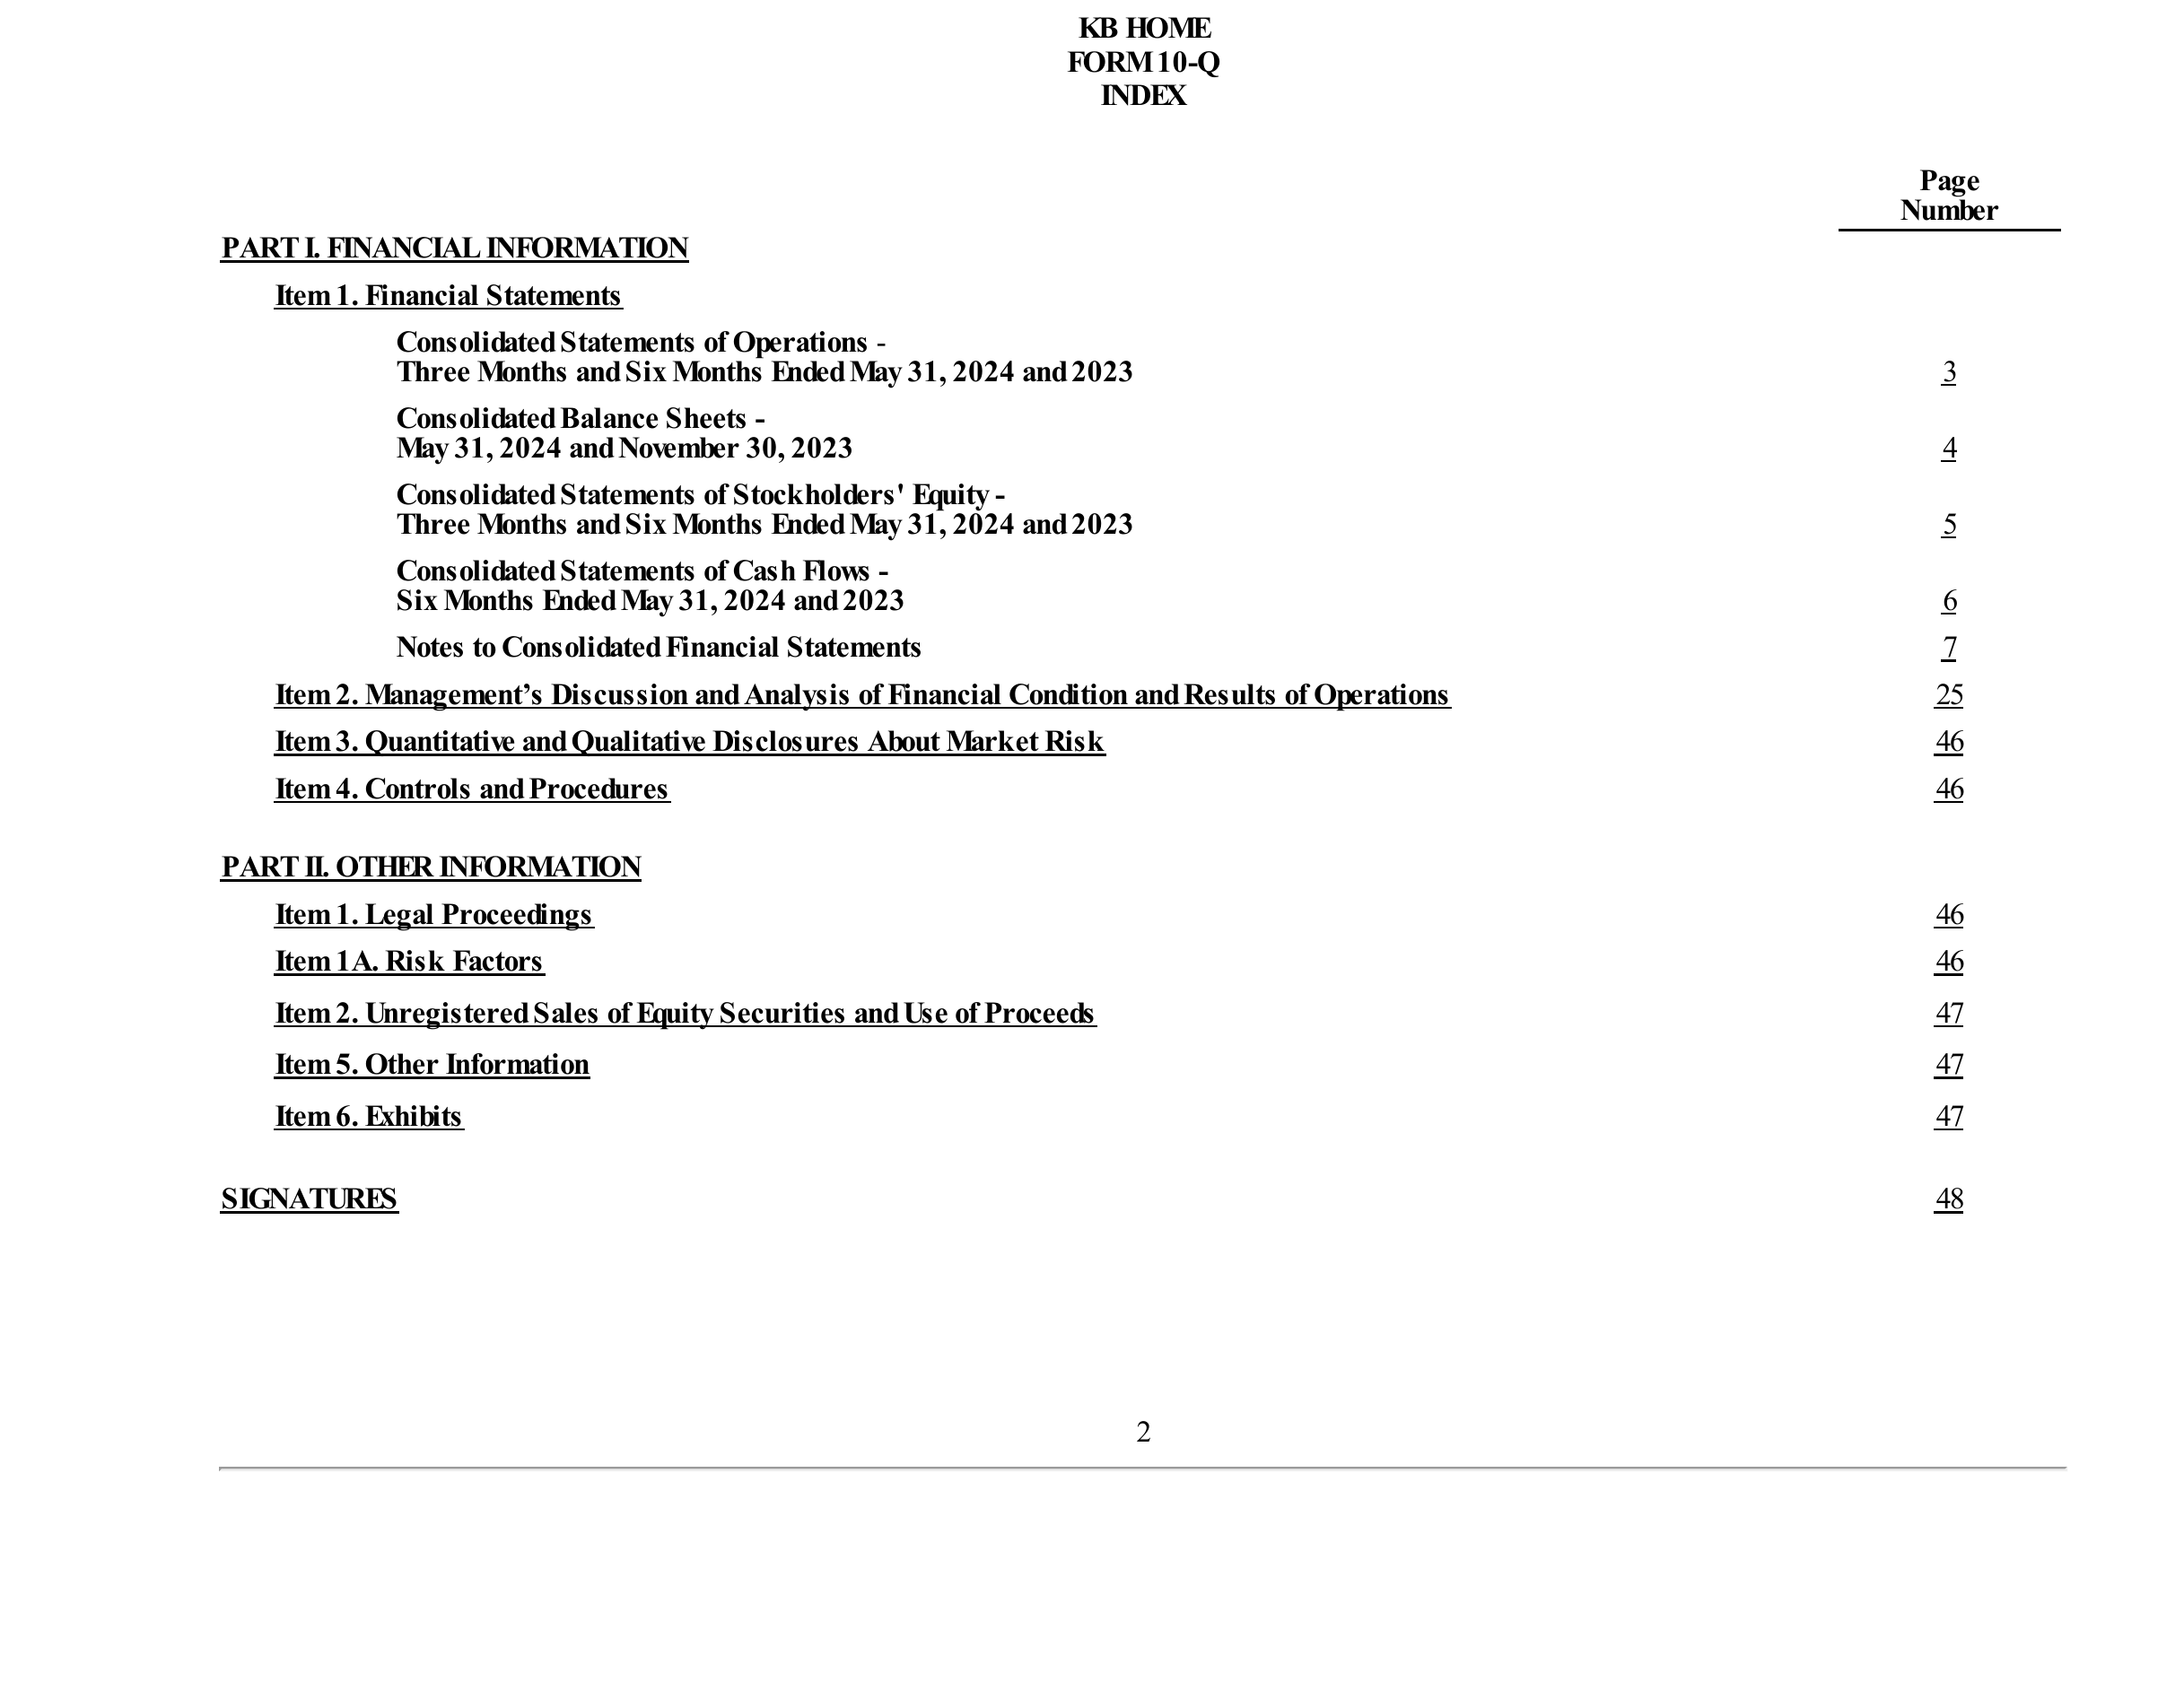 KB HOME
FORM 10-Q
INDEX
Page
Number
PART I. FINANCIAL INFORMATION
Item 1. Financial Statements
Consolidated Statements of Operations -
Three Months and Six Months Ended May 31, 2024 and 2023 3
Consolidated Balance Sheets -
May 31, 2024 and November 30, 2023 4
Consolidated Statements of Stockholders' Equity -
Three Months and Six Months Ended May 31, 2024 and 2023 5
Consolidated Statements of Cash Flows -
Six Months Ended May 31, 2024 and 2023 6
Notes to Consolidated Financial Statements 7
Item 2. Management’s Discussion and Analysis of Financial Condition and Results of Operations 25
Item 3. Quantitative and Qualitative Disclosures About Market Risk 46
Item 4. Controls and Procedures 46
PART II. OTHER INFORMATION
Item 1. Legal Proceedings 46
Item 1A. Risk Factors 46
Item 2. Unregistered Sales of Equity Securities and Use of Proceeds 47
Item 5. Other Information 47
Item 6. Exhibits 47
SIGNATURES 48
2